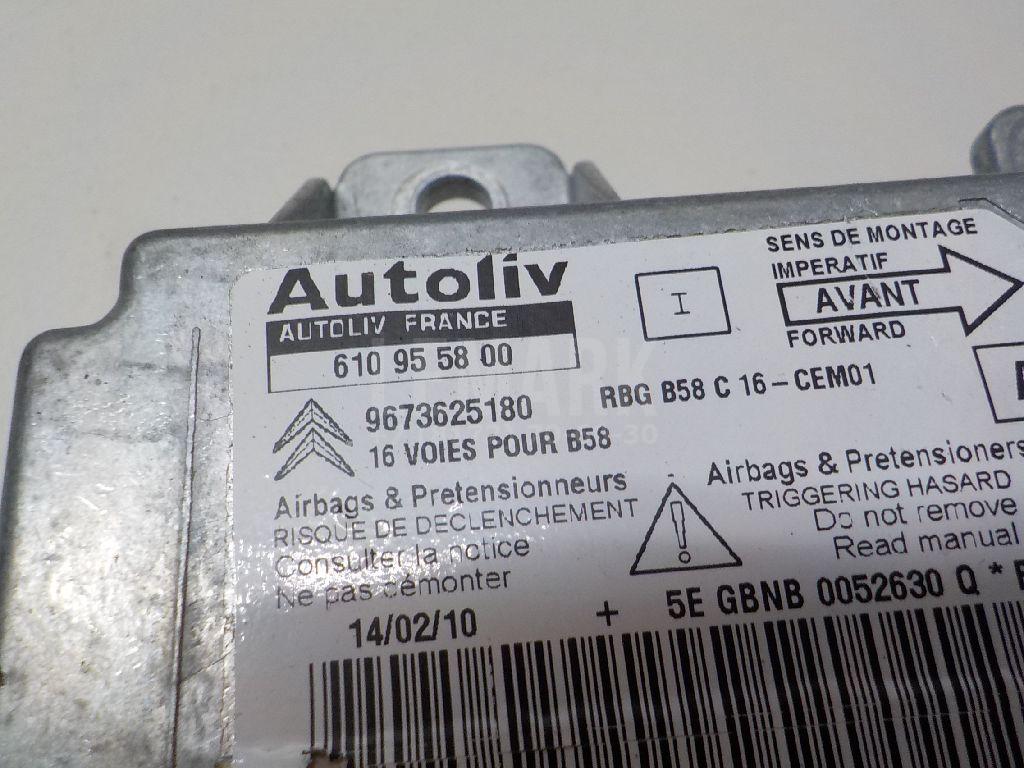 Autoliv
AUTOLIV FRANCE
610 95 58 00
I
SENS DE MONTAGE
IMPERATIF
AVANT
FORWARD
9673625180
RBG B58 C 16-CEM01
16 VOIES POUR B58
Airbags & Pretensionneurs
RISQUE DE DECLENCHEMENT
Consulter la notice
Ne pas démonter
Airbags & Pretensioners
TRIGGERING HASARD
Do not remove
Read manual
14/02/10
+ 5E GBNB 0052630 Q *
LEMARK